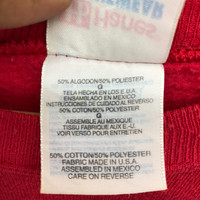 WEAR
Hanes
50% ALGODON/50% POLYESTER
G
TELA HECHA EN LOS E.U.A
ENSAMBLADO EN MEXICO
INSTRUCCIONES DE CUIDADO AL REVERSO
50% COTON/50% POLYESTER
G
ASSEMBLE AU MEXIQUE
TISSU FABRIQUE AUX E.-U.
VOIR VERSO POUR ENTRETIEN
50% COTTON/50% POLYESTER
FABRIC MADE IN U.S.A.
ASSEMBLED IN MEXICO
CARE ON REVERSE